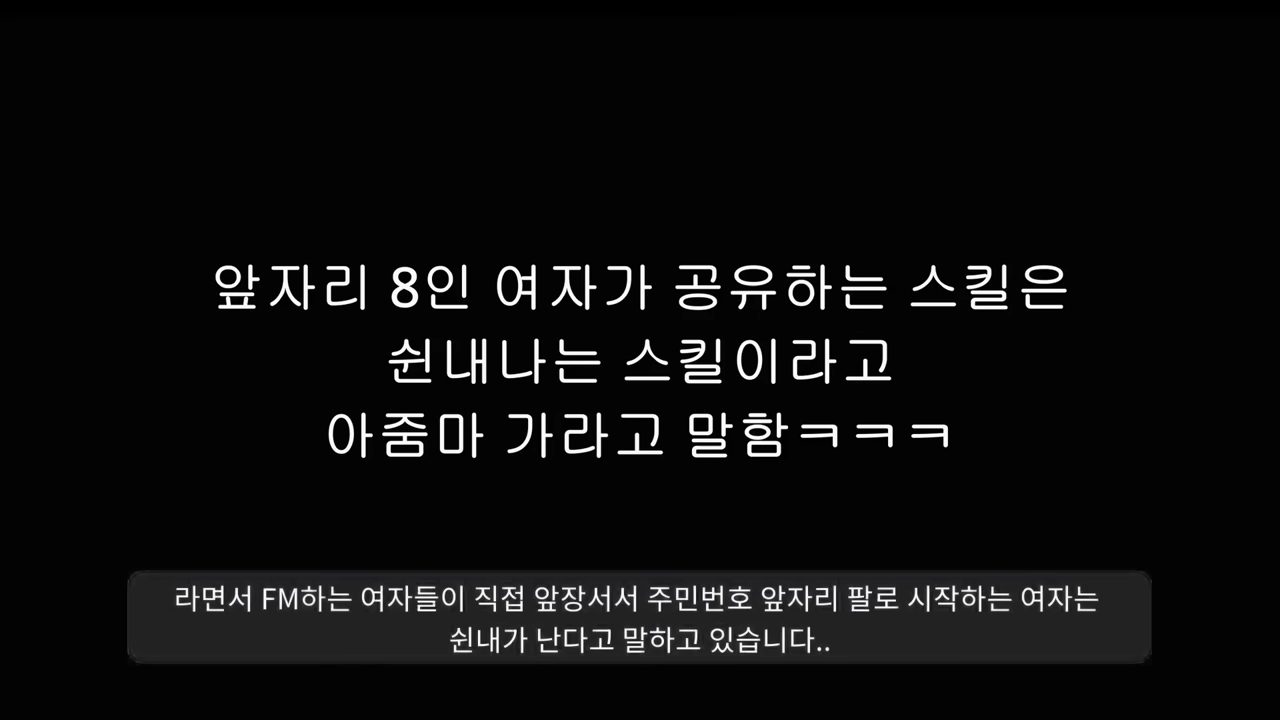 앞자리 8인 여자가 공유하는 스킬은
쉰내나는 스킬이라고
아줌마 가라고 말함ㅋㅋㅋ
라면서 FM하는 여자들이 직접 앞장서서 주민번호 앞자리 팔로 시작하는 여자는
쉰내가 난다고 말하고 있습니다..